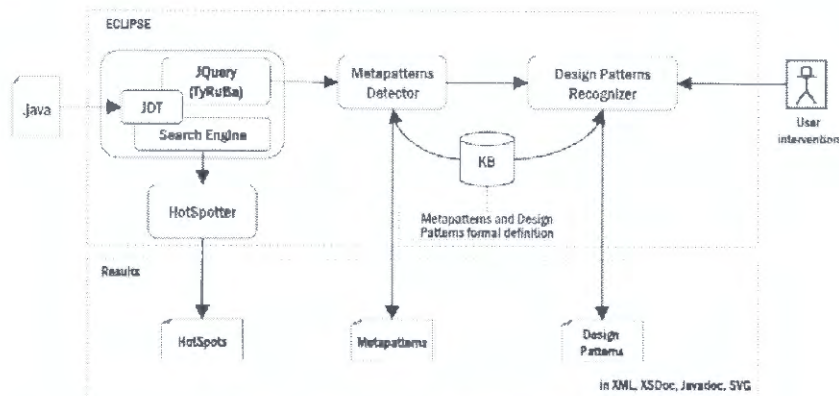 ECLIPSE
.java
JQuery
(TyRuBa)
JDT
Search Engine
Metapatterns
Detector
Design Patterns
Recognizer
User
intervention
KB
HotSpotter
Metapatterns and Design
Patterns formal definition
Results
HotSpots
Metapatterns
Design
Patterns
in XML, XSDoc, Javadoc, SVG